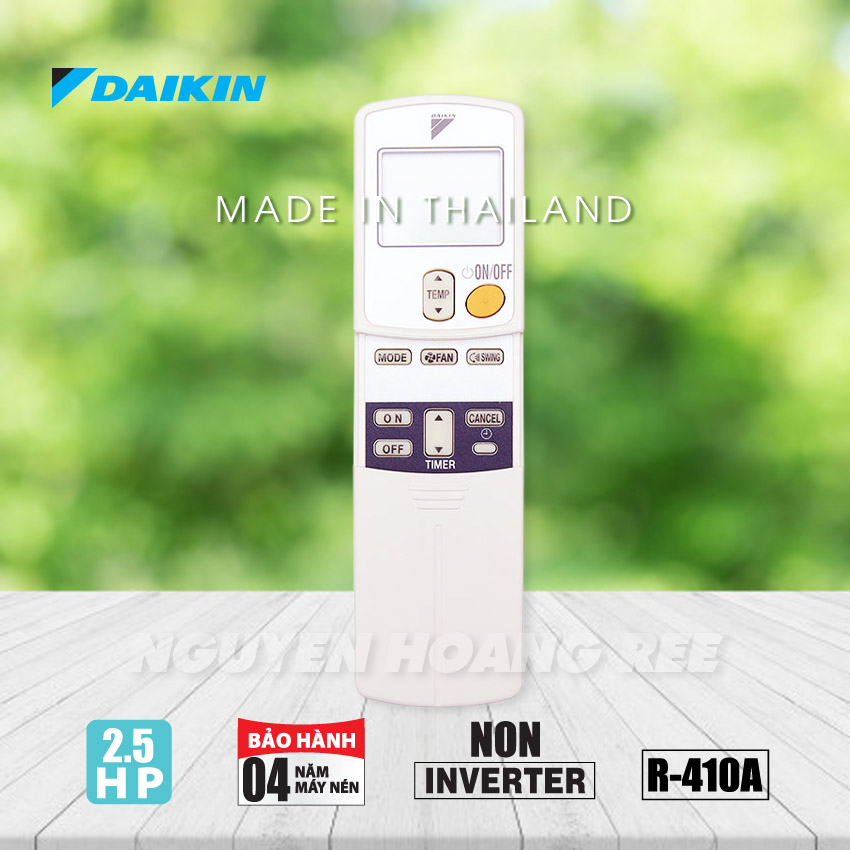 DAIKIN
DAIKIN
MADE IN THAILAND
ON/OFF
TEMP
MODE
FAN
SWING
ON
CANCEL
OFF
TIMER
NGUYEN HOANG REE
2.5
HP
BẢO HÀNH
04 NĂM
MÁY NÉN
NON
INVERTER
R-410A